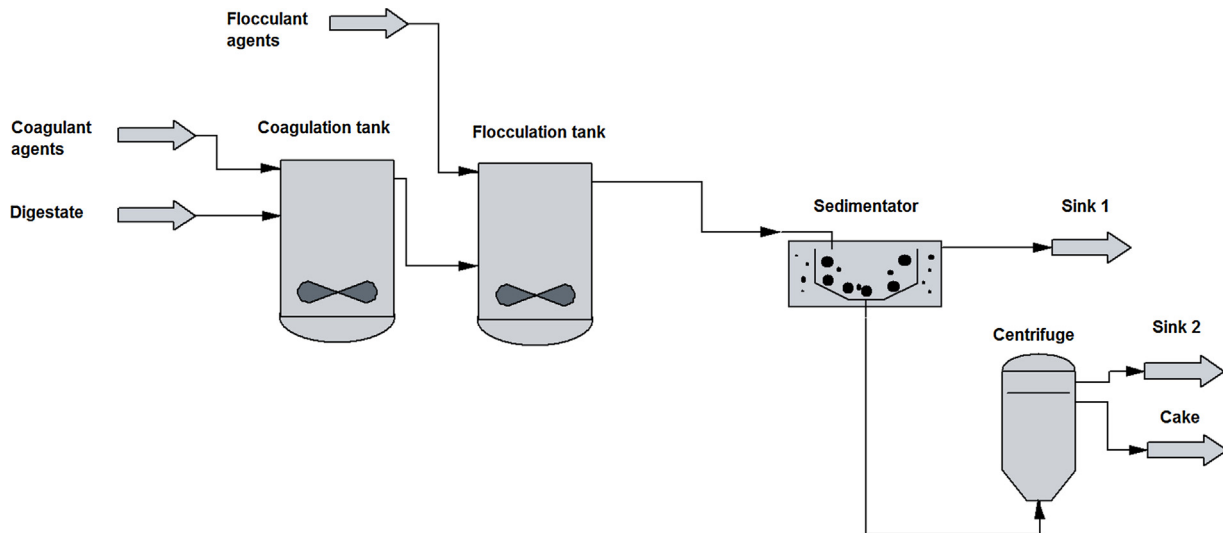 Flocculant
agents
Coagulant
agents
Coagulation tank
Flocculation tank
Digestate
Sedimentator
Sink 1
Centrifuge
Sink 2
Cake